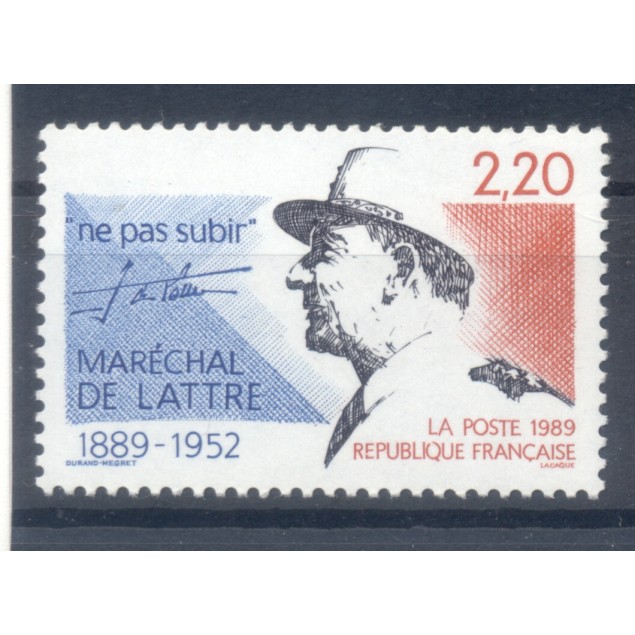 2,20
"ne pas subir"
MARÉCHAL
DE LATTRE
1889-1952
DURAND-MEGRET
LA POSTE 1989
REPUBLIQUE FRANÇAISE
LACAQUE